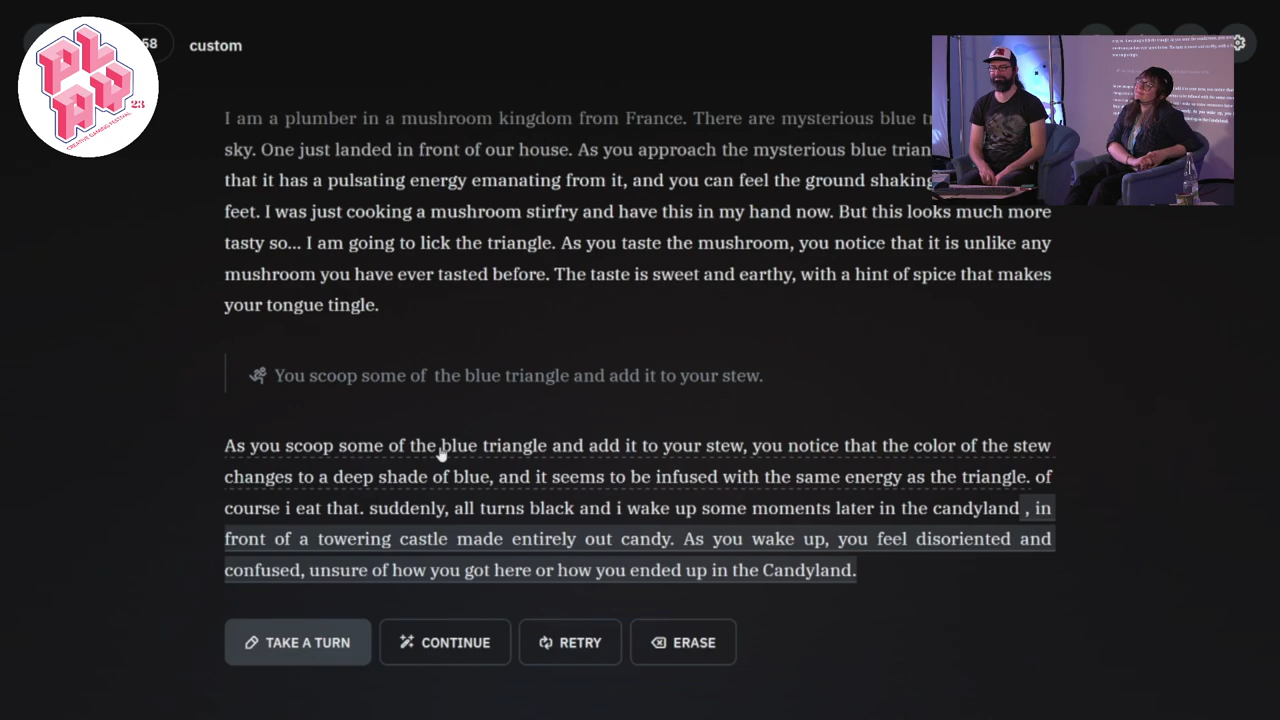 PLAY
23
CREATIVE GAMING FESTIVAL
58
custom
I am a plumber in a mushroom kingdom from France. There are mysterious blue
sky. One just landed in front of our house. As you approach the mysterious blue
that it has a pulsating energy emanating from it, and you can feel the ground shaking
feet. I was just cooking a mushroom stirfry and have this in my hand now. But this looks much more
tasty so... I am going to lick the triangle. As you taste the mushroom, you notice that it is unlike any
mushroom you have ever tasted before. The taste is sweet and earthy, with a hint of spice that makes
your tongue tingle.
You scoop some of the blue triangle and add it to your stew.
As you scoop some of the blue triangle and add it to your stew, you notice that the color of the stew
changes to a deep shade of blue, and it seems to be infused with the same energy as the triangle. of
course i eat that. suddenly, all turns black and i wake up some moments later in the candyland , in
front of a towering castle made entirely out candy. As you wake up, you feel disoriented and
confused, unsure of how you got here or how you ended up in the Candyland.
TAKE A TURN
CONTINUE
RETRY
ERASE